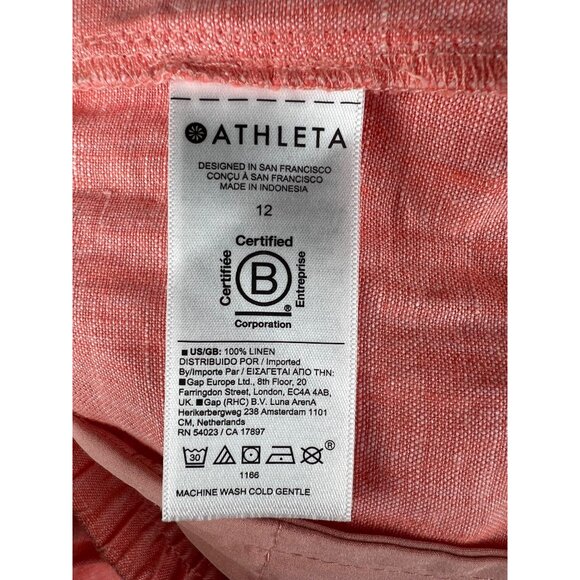 ATHLETA
DESIGNED IN SAN FRANCISCO
CONÇU À SAN FRANCISCO
MADE IN INDONESIA
12
Certified
Certifiée
B
Entreprise
®
Corporation
■ US/GB: 100% LINEN
DISTRIBUIDO POR / Imported
By/Importe Par / ΕΙΣΑΓΕΤΑΙ ΑΠΟ ΤΗΝ:
■Gap Europe Ltd., 8th Floor, 20
Farringdon Street, London, EC4A 4AB,
UK. ■Gap (RHC) B.V. Luna ArenA
Herikerbergweg 238 Amsterdam 1101
CM, Netherlands
RN 54023 / CA 17897
30
®
1166
MACHINE WASH COLD GENTLE